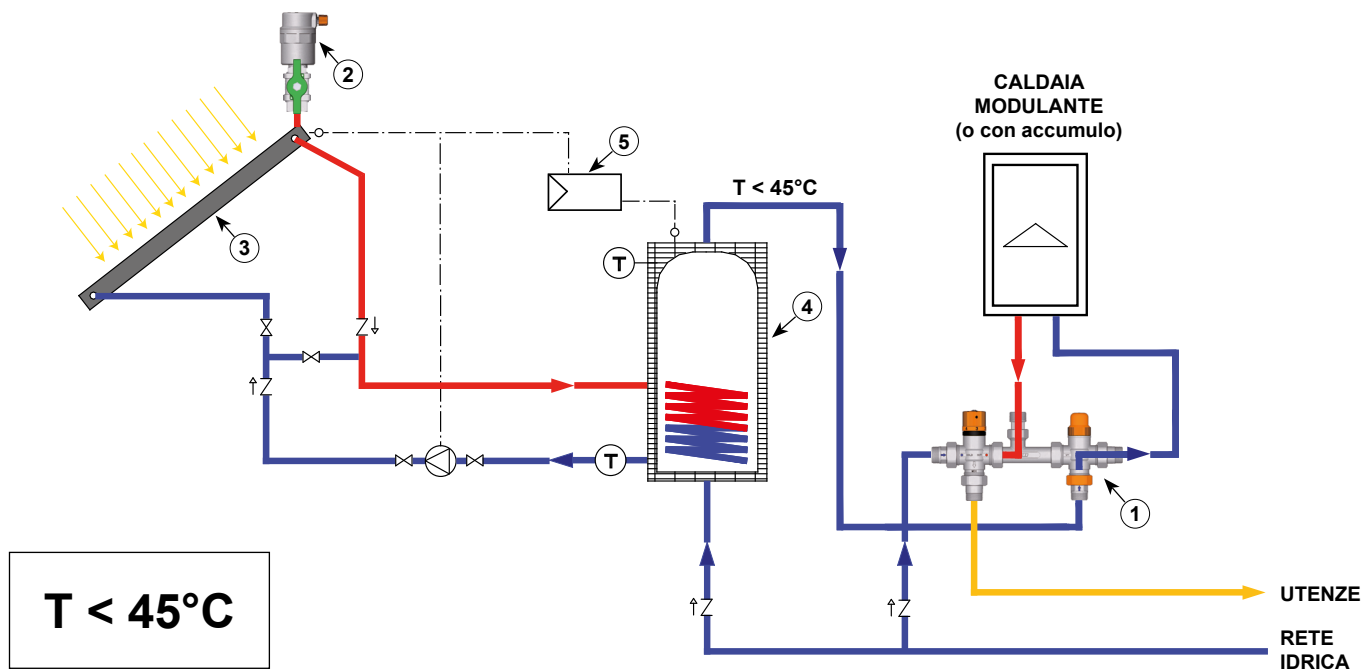 2
CALDAIA
MODULANTE
(o con accumulo)
5
T < 45°C
3
T
4
T
1
T < 45°C
UTENZE
RETE
IDRICA